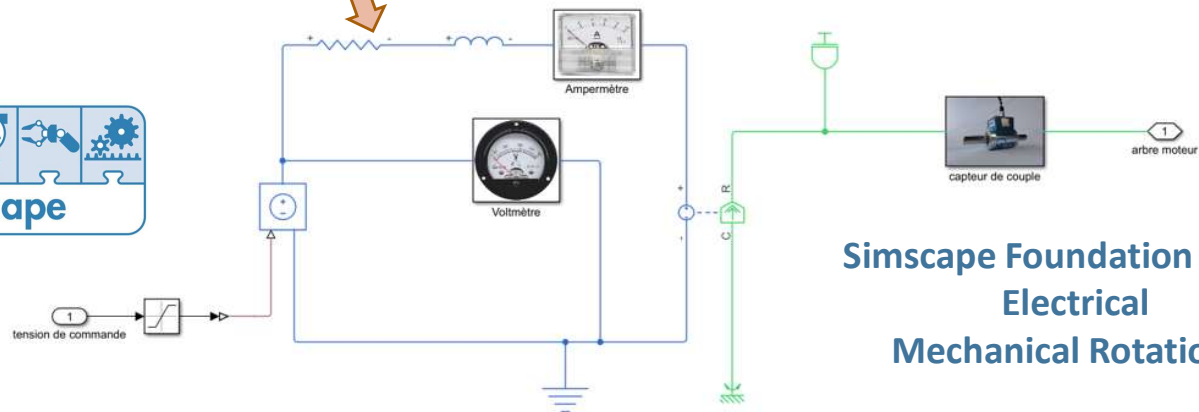 Ampermètre
Voltmètre
ape
1
tension de commande
R
C
capteur de couple
1
arbre moteur
Simscape Foundation
Electrical
Mechanical Rotatio